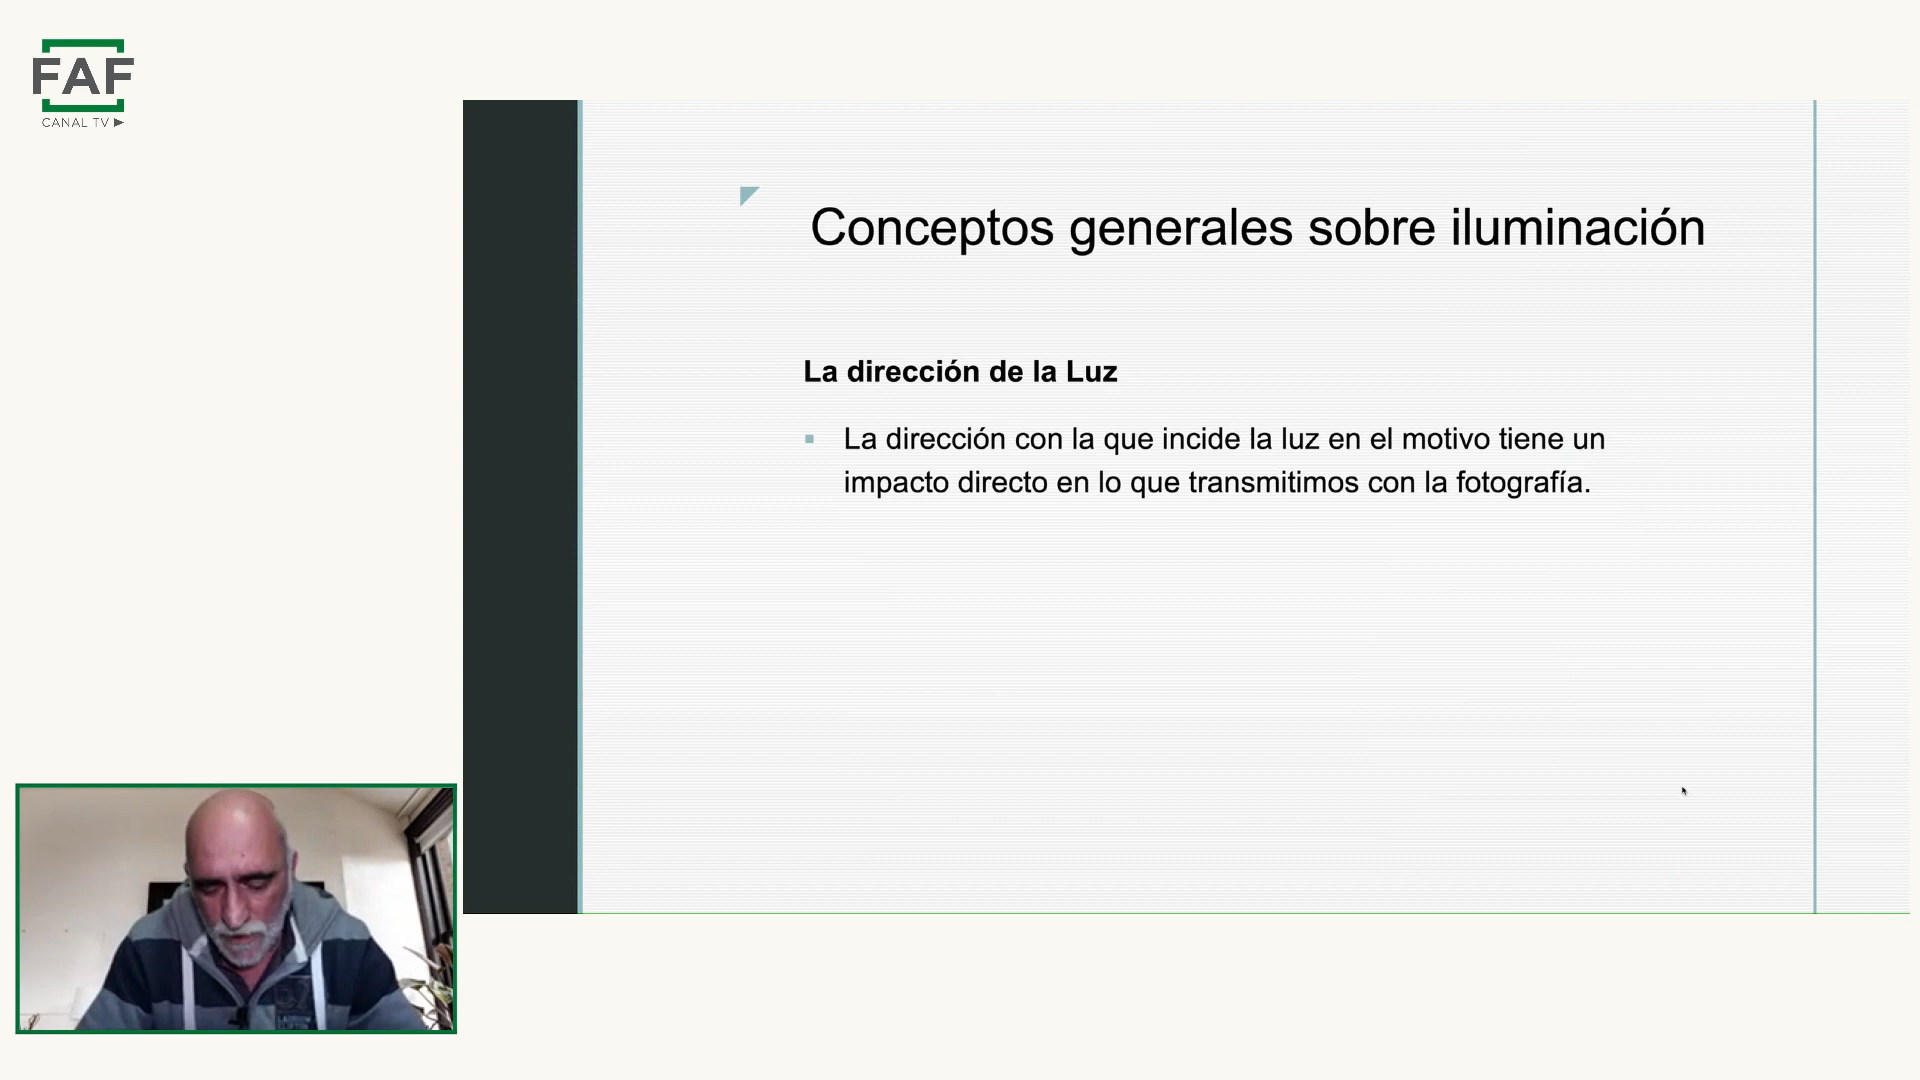 FAF
CANAL TV
Conceptos generales sobre iluminación
La dirección de la Luz
La dirección con la que incide la luz en el motivo tiene un
impacto directo en lo que transmitimos con la fotografía.